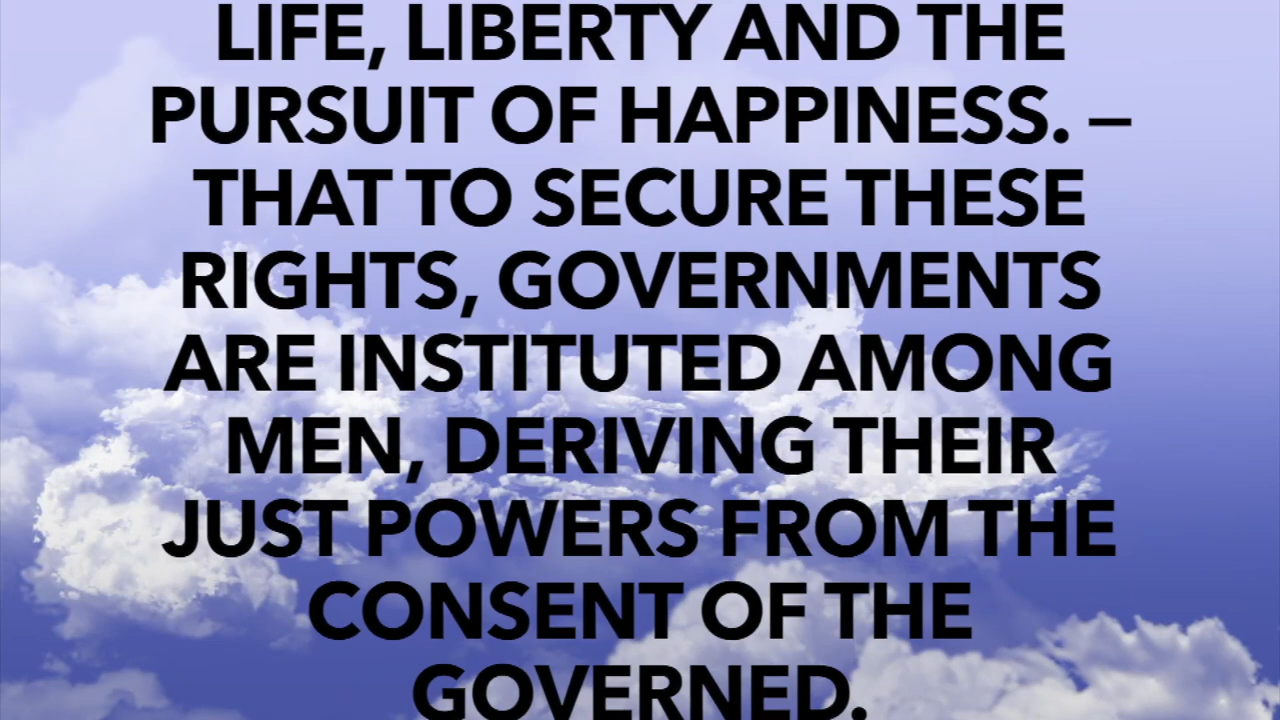 LIFE, LIBERTY AND THE
PURSUIT OF HAPPINESS. –
THAT TO SECURE THESE
RIGHTS, GOVERNMENTS
ARE INSTITUTED AMONG
MEN, DERIVING THEIR
JUST POWERS FROM THE
CONSENT OF THE
GOVERNED.